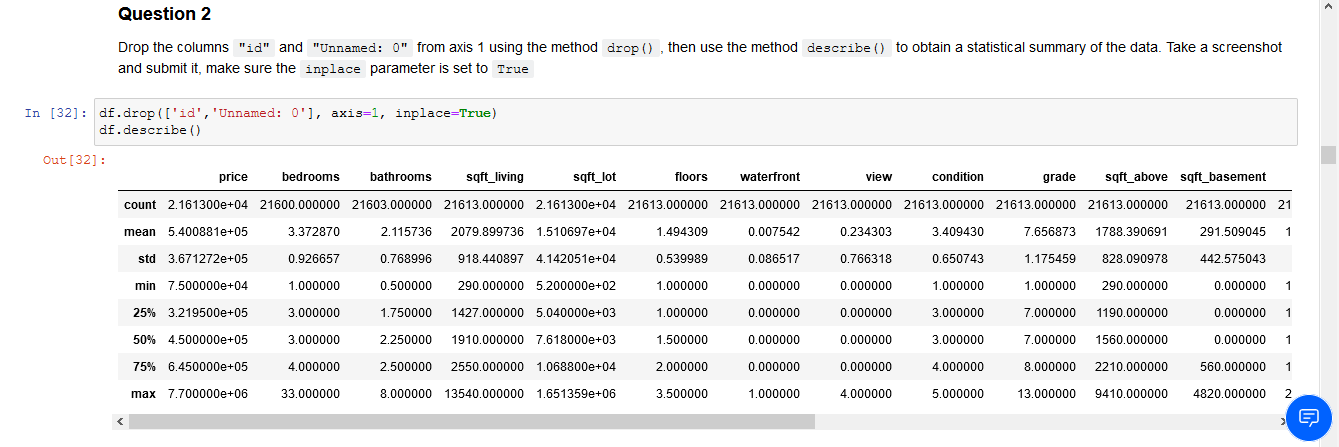 Question 2
Drop the columns "id" and "Unnamed: 0" from axis 1 using the method drop() , then use the method describe() to obtain a statistical summary of the data. Take a screenshot
and submit it, make sure the inplace parameter is set to True
In [32]: df.drop(['id','Unnamed: 0'], axis=1, inplace=True)
df.describe()
Out[32]:
price bedrooms bathrooms sqft_living sqft_lot floors waterfront view condition grade sqft_above sqft_basement
count 2.161300e+04 21600.000000 21603.000000 21613.000000 2.161300e+04 21613.000000 21613.000000 21613.000000 21613.000000 21613.000000 21613.000000 21613.000000 21
mean 5.400881e+05 3.372870 2.115736 2079.899736 1.510697e+04 1.494309 0.007542 0.234303 3.409430 7.656873 1788.390691 291.509045 1
std 3.671272e+05 0.926657 0.768996 918.440897 4.142051e+04 0.539989 0.086517 0.766318 0.650743 1.175459 828.090978 442.575043
min 7.500000e+04 1.000000 0.500000 290.000000 5.200000e+02 1.000000 0.000000 0.000000 1.000000 1.000000 290.000000 0.000000 1
25% 3.219500e+05 3.000000 1.750000 1427.000000 5.040000e+03 1.000000 0.000000 0.000000 3.000000 7.000000 1190.000000 0.000000 1
50% 4.500000e+05 3.000000 2.250000 1910.000000 7.618000e+03 1.500000 0.000000 0.000000 3.000000 7.000000 1560.000000 0.000000 1
75% 6.450000e+05 4.000000 2.500000 2550.000000 1.068800e+04 2.000000 0.000000 0.000000 4.000000 8.000000 2210.000000 560.000000 1
max 7.700000e+06 33.000000 8.000000 13540.000000 1.651359e+06 3.500000 1.000000 4.000000 5.000000 13.000000 9410.000000 4820.000000 2